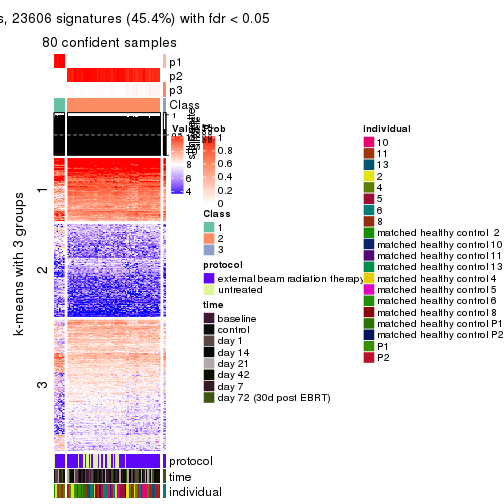 s, 23606 signatures (45.4%) with fdr < 0.05
80 confident samples
p1
p2
p3
Class
1
Value
8
6
4
Prob
0.8
0.6
0.4
0.2
0
k-means with 3 groups
1
2
3
Class
1
2
3
protocol
external beam radiation therapy
untreated
time
baseline
control
day 1
day 14
day 21
day 42
day 7
day 72 (30d post EBRT)
individual
10
11
13
2
4
5
6
8
matched healthy control 2
matched healthy control 10
matched healthy control 11
matched healthy control 13
matched healthy control 4
matched healthy control 5
matched healthy control 6
matched healthy control 8
matched healthy control P1
matched healthy control P2
P1
P2
protocol
time
individual